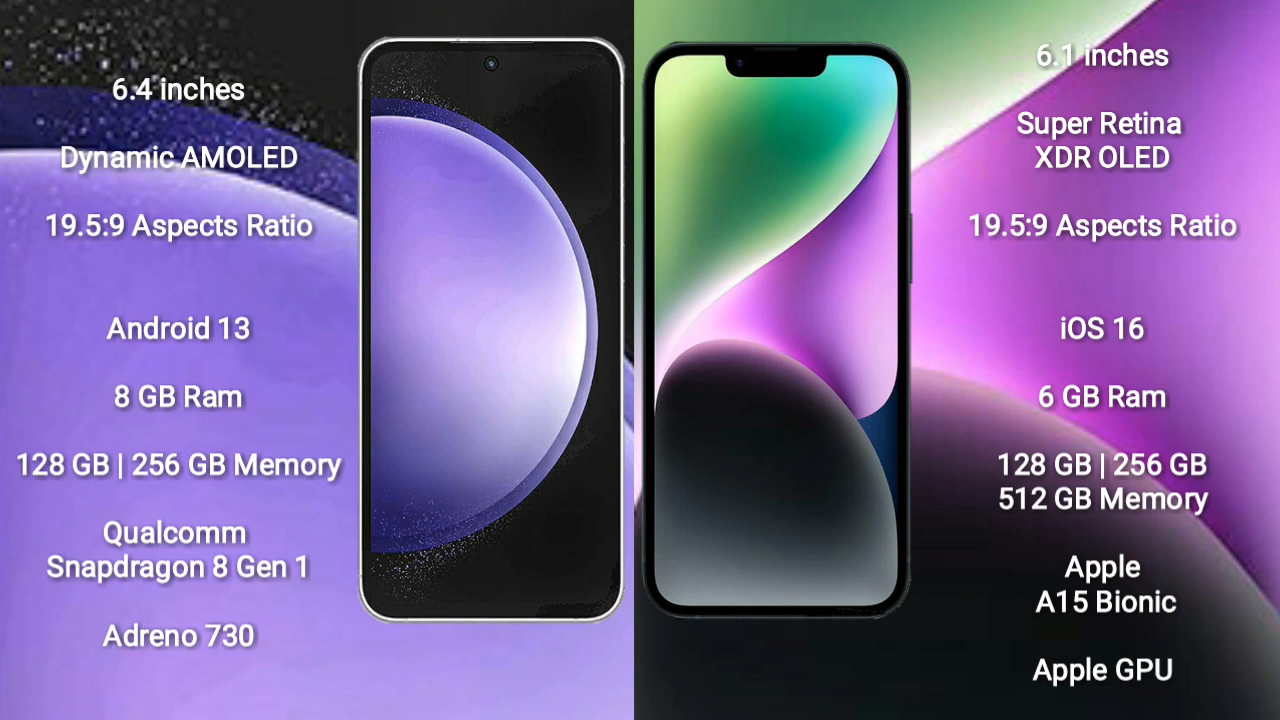 6.4 inches
Dynamic AMOLED
19.5:9 Aspects Ratio
Android 13
8 GB Ram
128 GB | 256 GB Memory
Qualcomm
Snapdragon 8 Gen 1
Adreno 730
6.1 inches
Super Retina
XDR OLED
19.5:9 Aspects Ratio
iOS 16
6 GB Ram
128 GB | 256 GB
512 GB Memory
Apple
A15 Bionic
Apple GPU